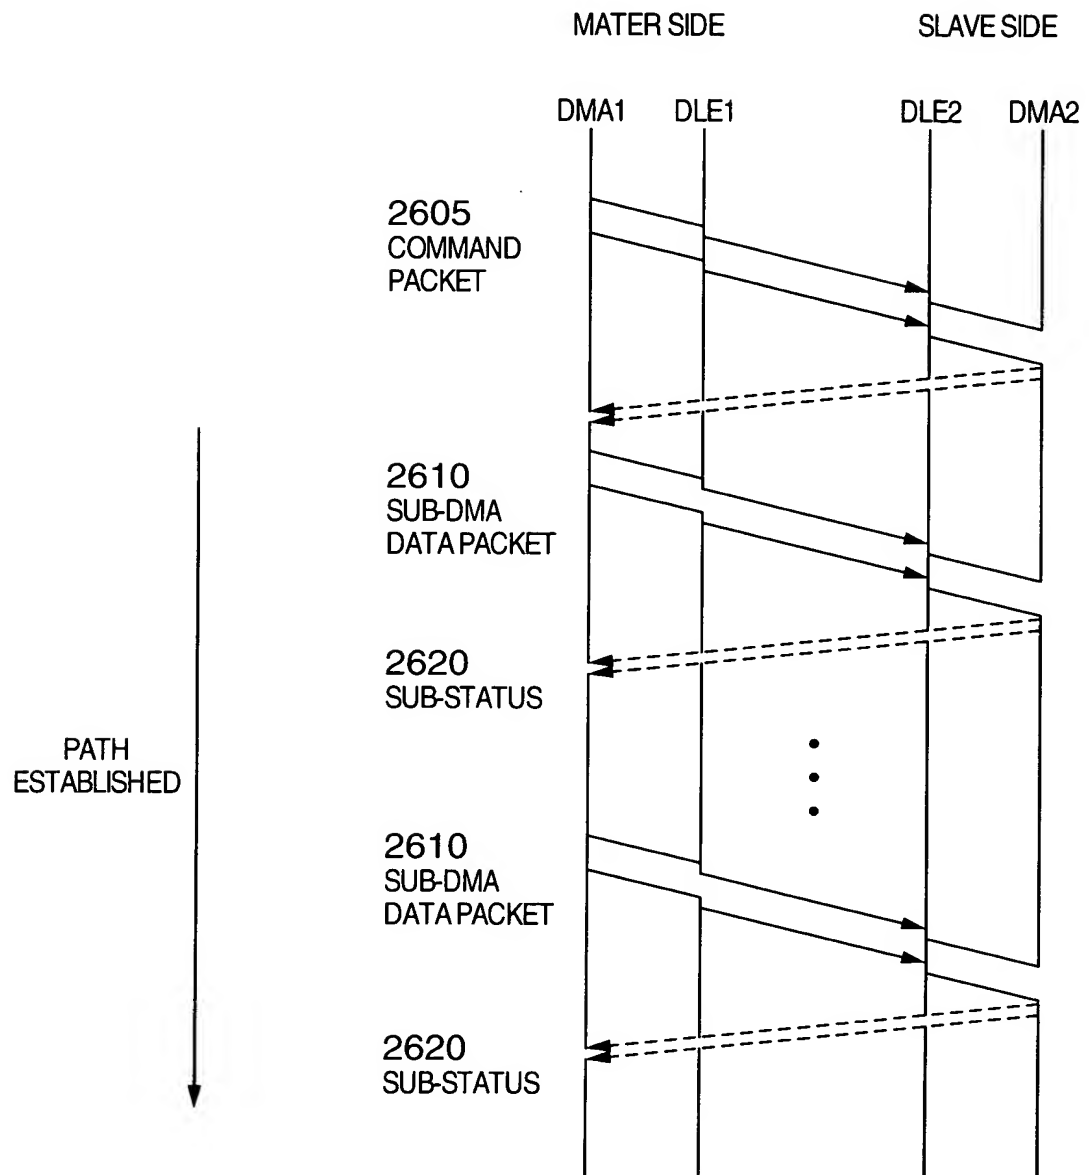 MATER SIDE SLAVE SIDE
DMA1 DLE1 DLE2 DMA2
2605
COMMAND
PACKET
2610
SUB-DMA
DATA PACKET
2620
SUB-STATUS
PATH
ESTABLISHED
2610
SUB-DMA
DATA PACKET
2620
SUB-STATUS